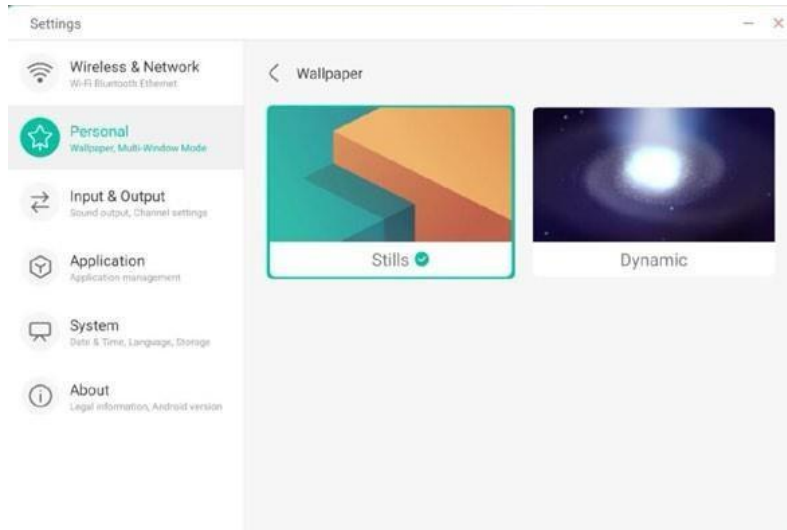 Settings
Wireless & Network
Wi-Fi Bluetooth Ethernet
Personal
Wallpaper, Multi-Window Mode
Input & Output
Sound output, Channel settings
Application
Application management
System
Date & Time, Language, Storage
About
Legal information, Android version
Wallpaper
Stills
Dynamic